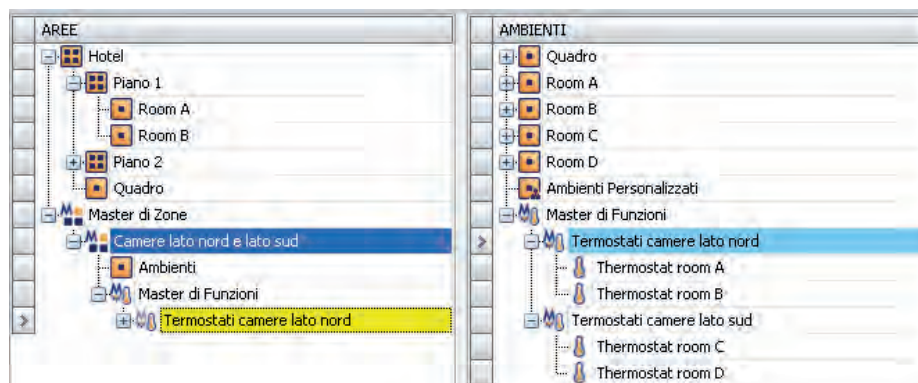 AREE
Hotel
Piano 1
Room A
Room B
Piano 2
Quadro
Master di Zone
Camere lato nord e lato sud
Ambienti
Master di Funzioni
Termostati camere lato nord
AMBIENTI
Quadro
Room A
Room B
Room C
Room D
Ambienti Personalizzati
Master di Funzioni
Termostati camere lato nord
Thermostat room A
Thermostat room B
Termostati camere lato sud
Thermostat room C
Thermostat room D